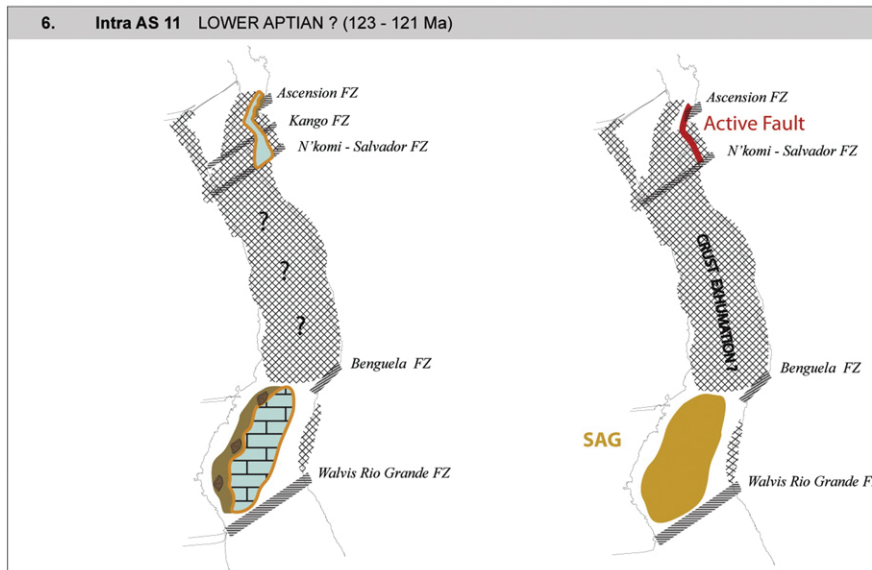 6. Intra AS 11 LOWER APTIAN ? (123 - 121 Ma)
Ascension FZ
Kango FZ
N'komi - Salvador FZ
?
?
?
Benguela FZ
Walvis Rio Grande FZ
Ascension FZ
Active Fault
N'komi - Salvador FZ
CRUST EXHUMATION ?
Benguela FZ
SAG
Walvis Rio Grande F